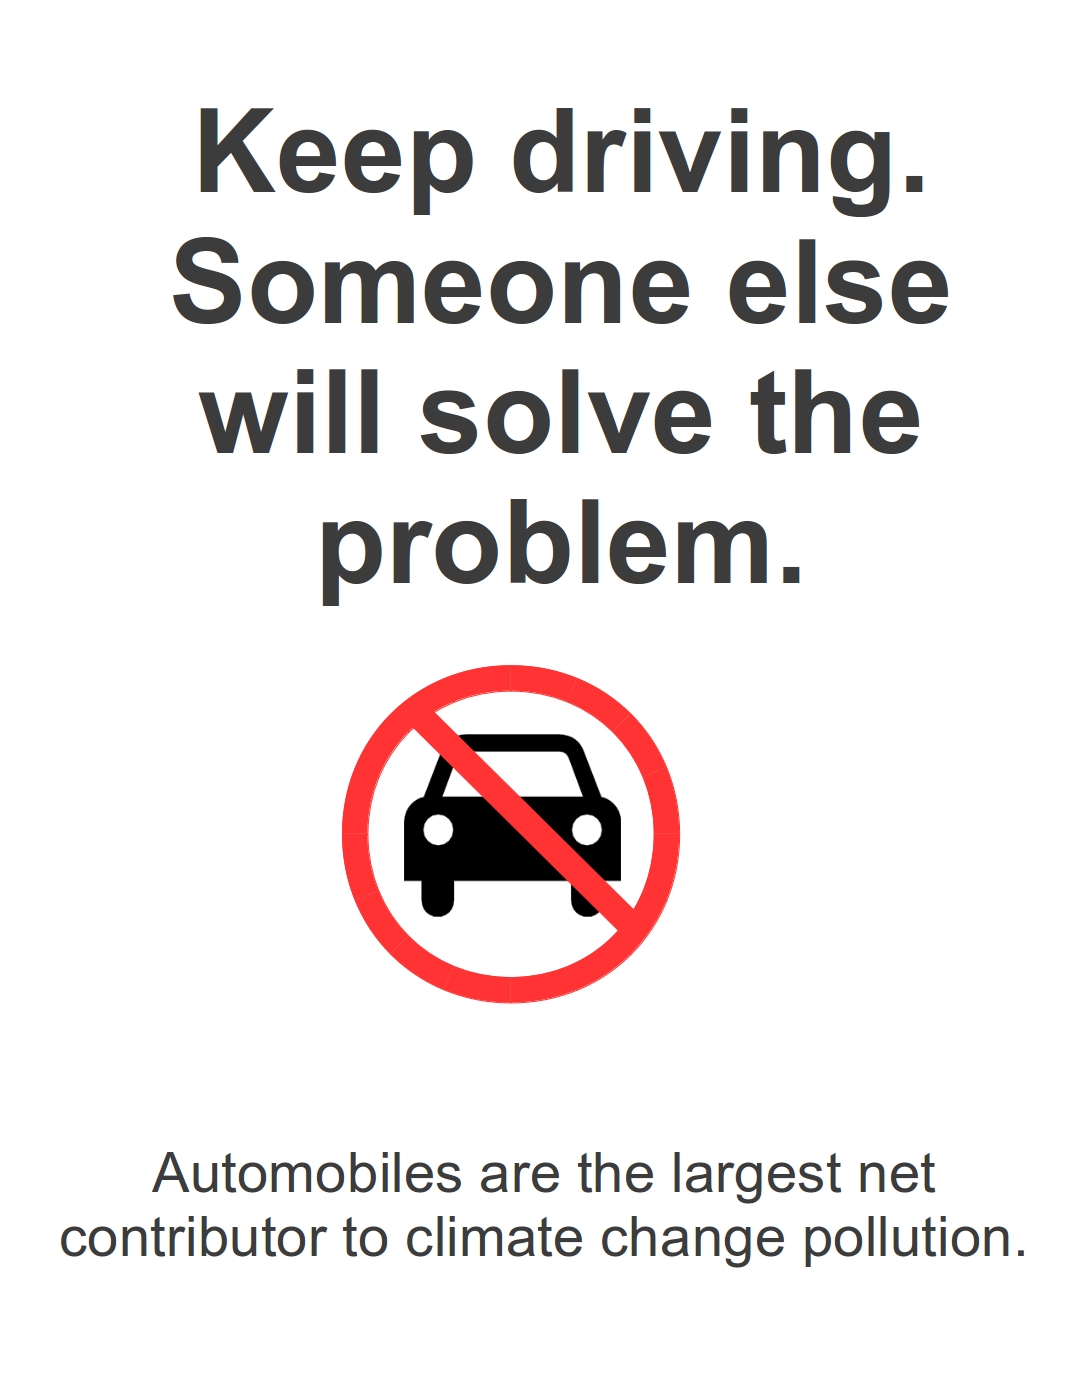 Keep driving.
Someone else
will solve the
problem.
Automobiles are the largest net
contributor to climate change pollution.